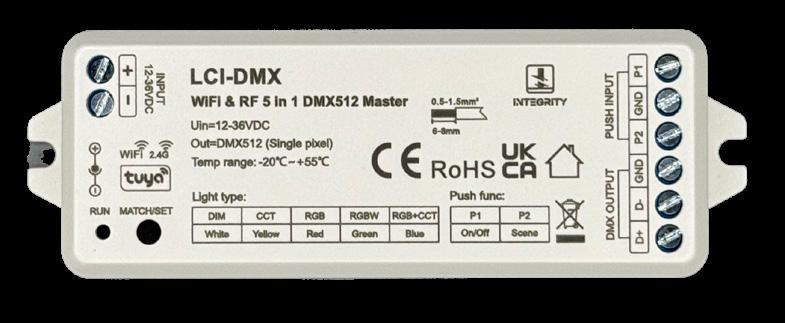 +
−
INPUT
12-36VDC
LCI-DMX
WiFi & RF 5 in 1 DMX512 Master
Uin=12-36VDC
Out=DMX512 (Single pixel)
Temp range: -20℃~+55℃
INTEGRITY
0.5-1.5mm²
6-8mm
CE RoHS UK CA
WiFi 2.4G
tuya
RUN MATCH/SET
Light type:
DIM CCT RGB RGBW RGB+CCT
White Yellow Red Green Blue
Push func:
P1 P2
On/Off Scene
PUSH INPUT
P1
GND
P2
DMX OUTPUT
GND
D-
D+